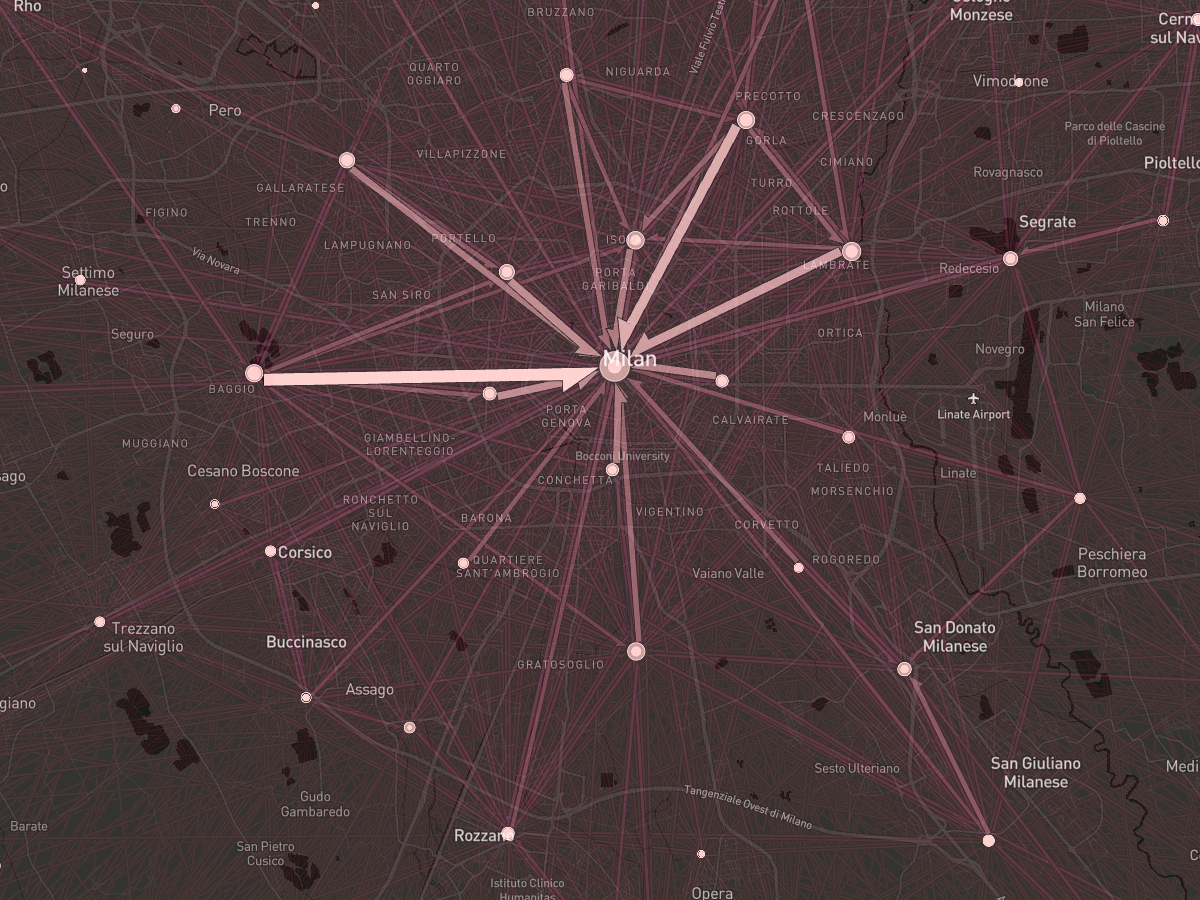 Rho
BRUZZANO
Viale Fulvio Testi
Cologno
Monzese
Cern
sul Nav
QUARTO
OGGIARO
NIGUARDA
PRECOTTO
Vimodrone
Pero
CRESCENZAGO
GORLA
Parco delle Cascine
di Pioltello
VILLAPIZZONE
CIMIANO
Pioltello
Rovagnasco
GALLARATESE
TURRO
FIGINO
TRENNO
ROTTOLE
Segrate
LAMPUGNANO
PORTELLO
ISO
Via Novara
LAMBRATE
Redecesio
Settimo
Milanese
PORTA
GARIBALDI
SAN SIRO
Milano
San Felice
Seguro
ORTICA
Novegro
Milan
BAGGIO
Linate Airport
PORTA
GENOVA
CALVAIRATE
Monluè
MUGGIANO
GIAMBELLINO-
LORENTEGGIO
Bocconi University
Cesano Boscone
sago
CONCHETTA
TALIEDO
Linate
MORSENCHIO
RONCHETTO
SUL
NAVIGLIO
BARONA
VIGENTINO
CORVETTO
Corsico
QUARTIERE
SANT'AMBROGIO
Vaiano Valle
ROGOREDO
Peschiera
Borromeo
Trezzano
sul Naviglio
Buccinasco
San Donato
Milanese
GRATOSOGLIO
Assago
giano
Sesto Ulteriano
San Giuliano
Milanese
Medi
Gudo
Gambaredo
Tangenziale Ovest di Milano
Barate
Rozzano
San Pietro
Cusico
Istituto Clinico
Humanitas
Opera